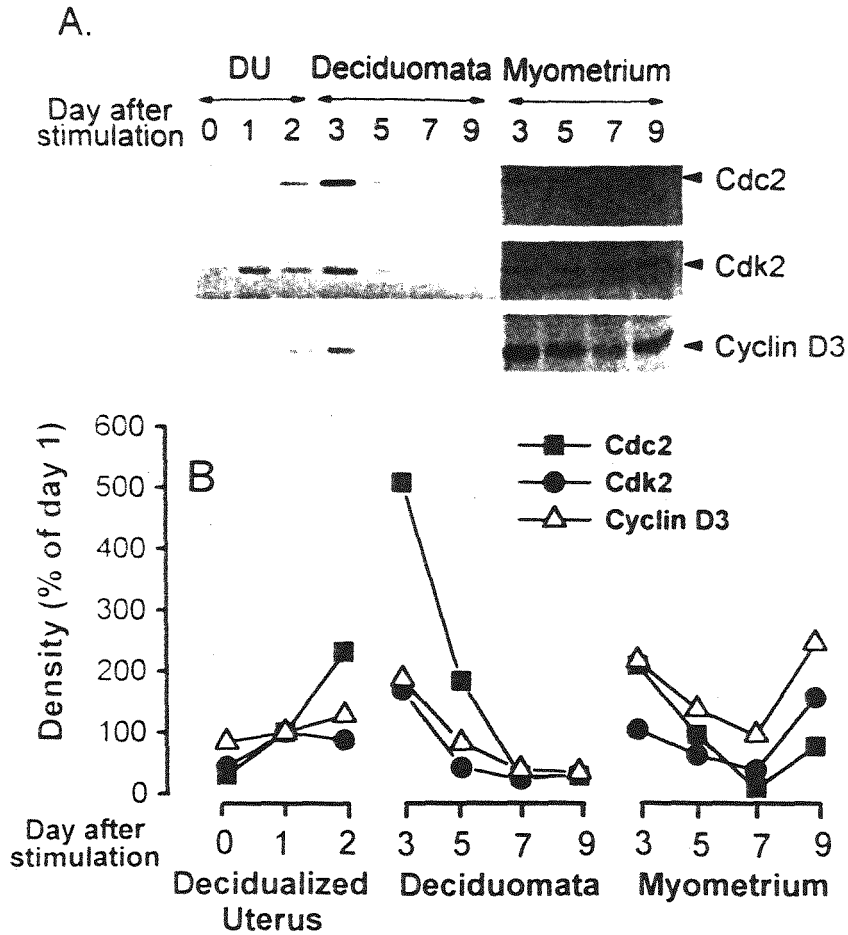 A.
DU Deciduomata Myometrium
Day after
stimulation 0 1 2 3 5 7 9 3 5 7 9
Cdc2
Cdk2
Cyclin D3
B
Density (% of day 1)
600
500
400
300
200
100
0
Cdc2
Cdk2
Cyclin D3
Day after
stimulation 0 1 2 3 5 7 9 3 5 7 9
Decidualized
Uterus
Deciduomata
Myometrium